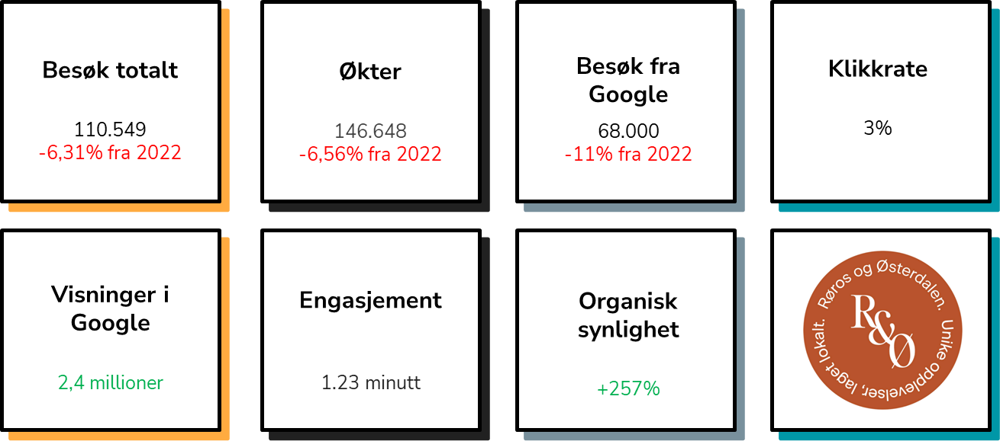 Besøk totalt
110.549
-6,31% fra 2022
Økter
146.648
-6,56% fra 2022
Besøk fra
Google
68.000
-11% fra 2022
Klikkrate
3%
Visninger i
Google
2,4 millioner
Engasjement
1.23 minutt
Organisk
synlighet
+257%
Røros og Østerdalen.
Unike opplevelser, laget lokalt.
R&Ø